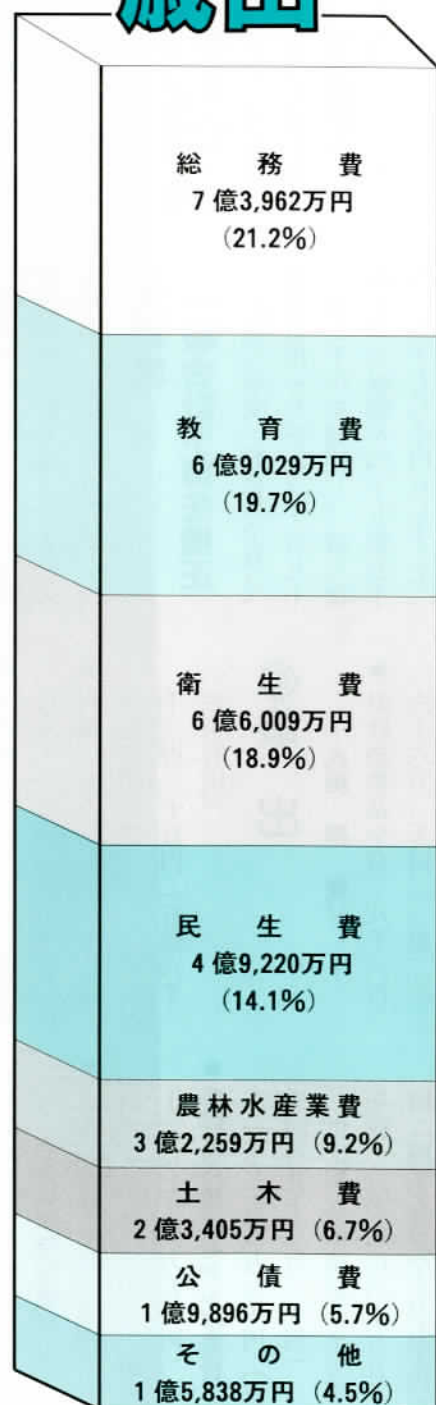 歳出
総務費
7億3,962万円
(21.2%)
教育費
6億9,029万円
(19.7%)
衛生費
6億6,009万円
(18.9%)
民生費
4億9,220万円
(14.1%)
農林水産業費
3億2,259万円 (9.2%)
土木費
2億3,405万円 (6.7%)
公債費
1億9,896万円 (5.7%)
その他
1億5,838万円 (4.5%)